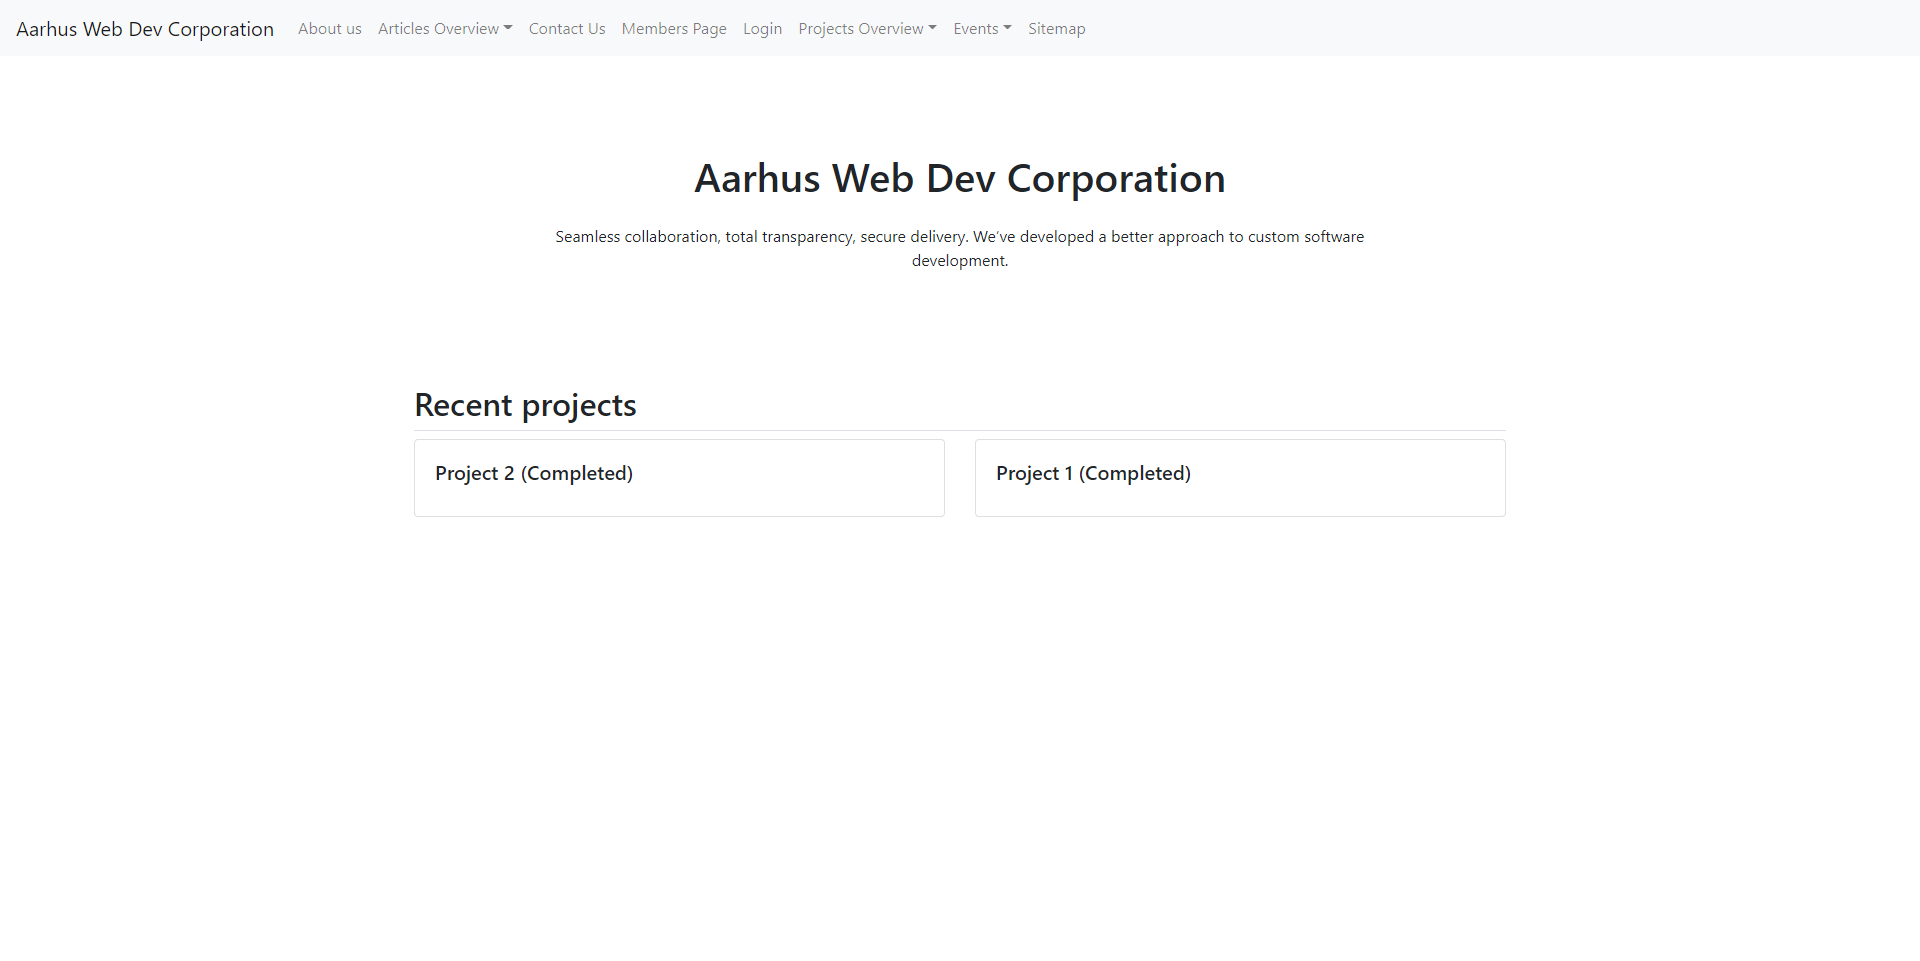 Aarhus Web Dev Corporation About us Articles Overview Contact Us Members Page Login Projects Overview Events Sitemap
Aarhus Web Dev Corporation
Seamless collaboration, total transparency, secure delivery. We’ve developed a better approach to custom software
development.
Recent projects
Project 2 (Completed) Project 1 (Completed)